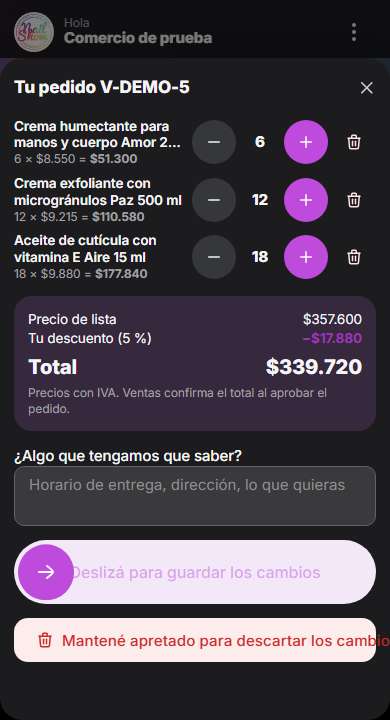 Nail Show
Hola
Comercio de prueba
Tu pedido V-DEMO-5
Crema humectante para
manos y cuerpo Amor 2...
6 × $8.550 = $51.300
6
Crema exfoliante con
microgránulos Paz 500 ml
12 × $9.215 = $110.580
12
Aceite de cutícula con
vitamina E Aire 15 ml
18 × $9.880 = $177.840
18
Precio de lista $357.600
Tu descuento (5 %) −$17.880
Total $339.720
Precios con IVA. Ventas confirma el total al aprobar el
pedido.
¿Algo que tengamos que saber?
Horario de entrega, dirección, lo que quieras
Deslizá para guardar los cambios
Mantené apretado para descartar los cambio